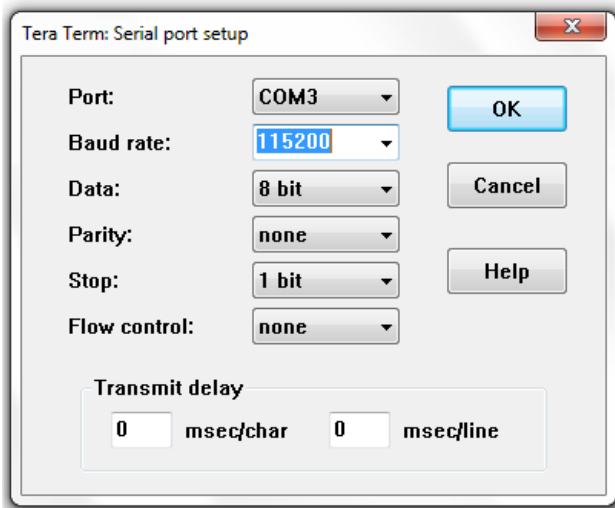 Tera Term: Serial port setup
Port: COM3 OK
Baud rate: 115200
Data: 8 bit Cancel
Parity: none
Stop: 1 bit Help
Flow control: none
Transmit delay
0 msec/char 0 msec/line